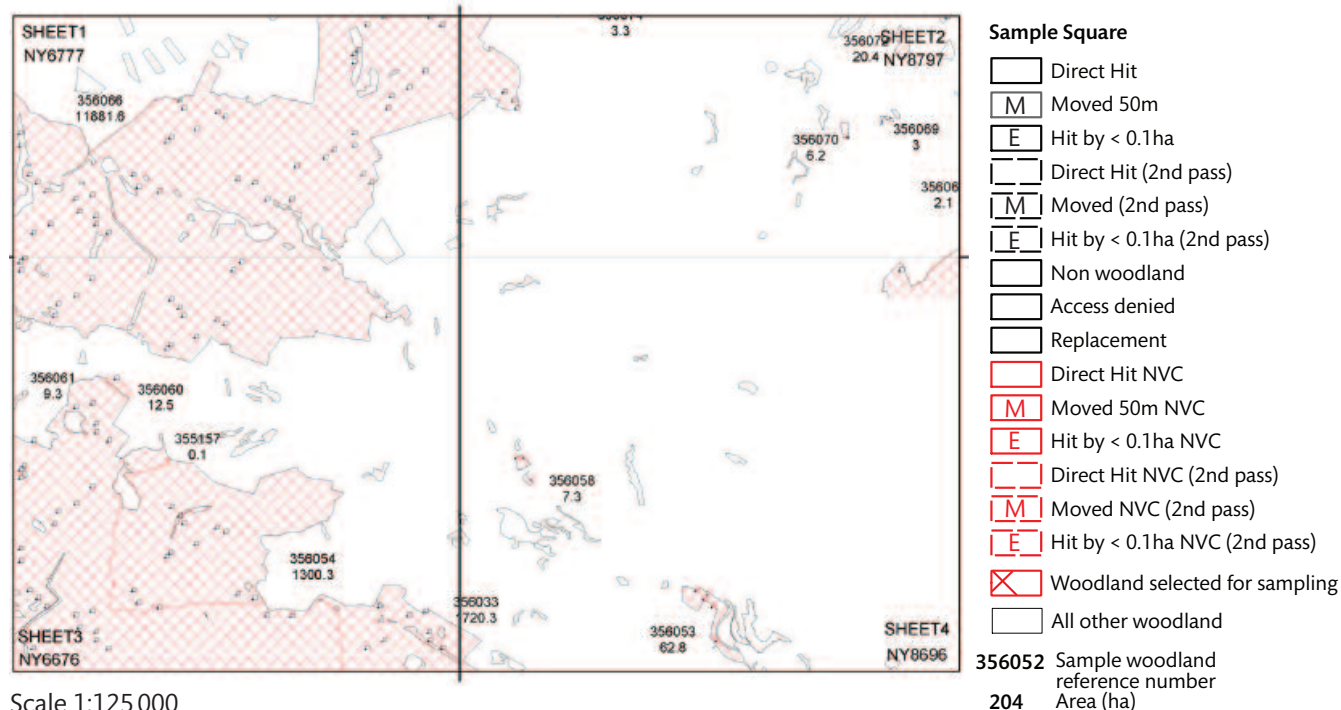 SHEET1
NY6777
3.3
356072
20.4
SHEET2
NY8797
356066
11881.6
356070
6.2
356069
3
35606
2.1
356061
9.3
356060
12.5
355157
0.1
356058
7.3
356054
1300.3
356033
1720.3
356053
62.8
SHEET3
NY6676
SHEET4
NY8696
Scale 1:125 000
Sample Square
Direct Hit
M Moved 50m
E Hit by < 0.1ha
Direct Hit (2nd pass)
M Moved (2nd pass)
E Hit by < 0.1ha (2nd pass)
Non woodland
Access denied
Replacement
Direct Hit NVC
M Moved 50m NVC
E Hit by < 0.1ha NVC
Direct Hit NVC (2nd pass)
M Moved NVC (2nd pass)
E Hit by < 0.1ha NVC (2nd pass)
Woodland selected for sampling
All other woodland
356052 Sample woodland
reference number
204 Area (ha)